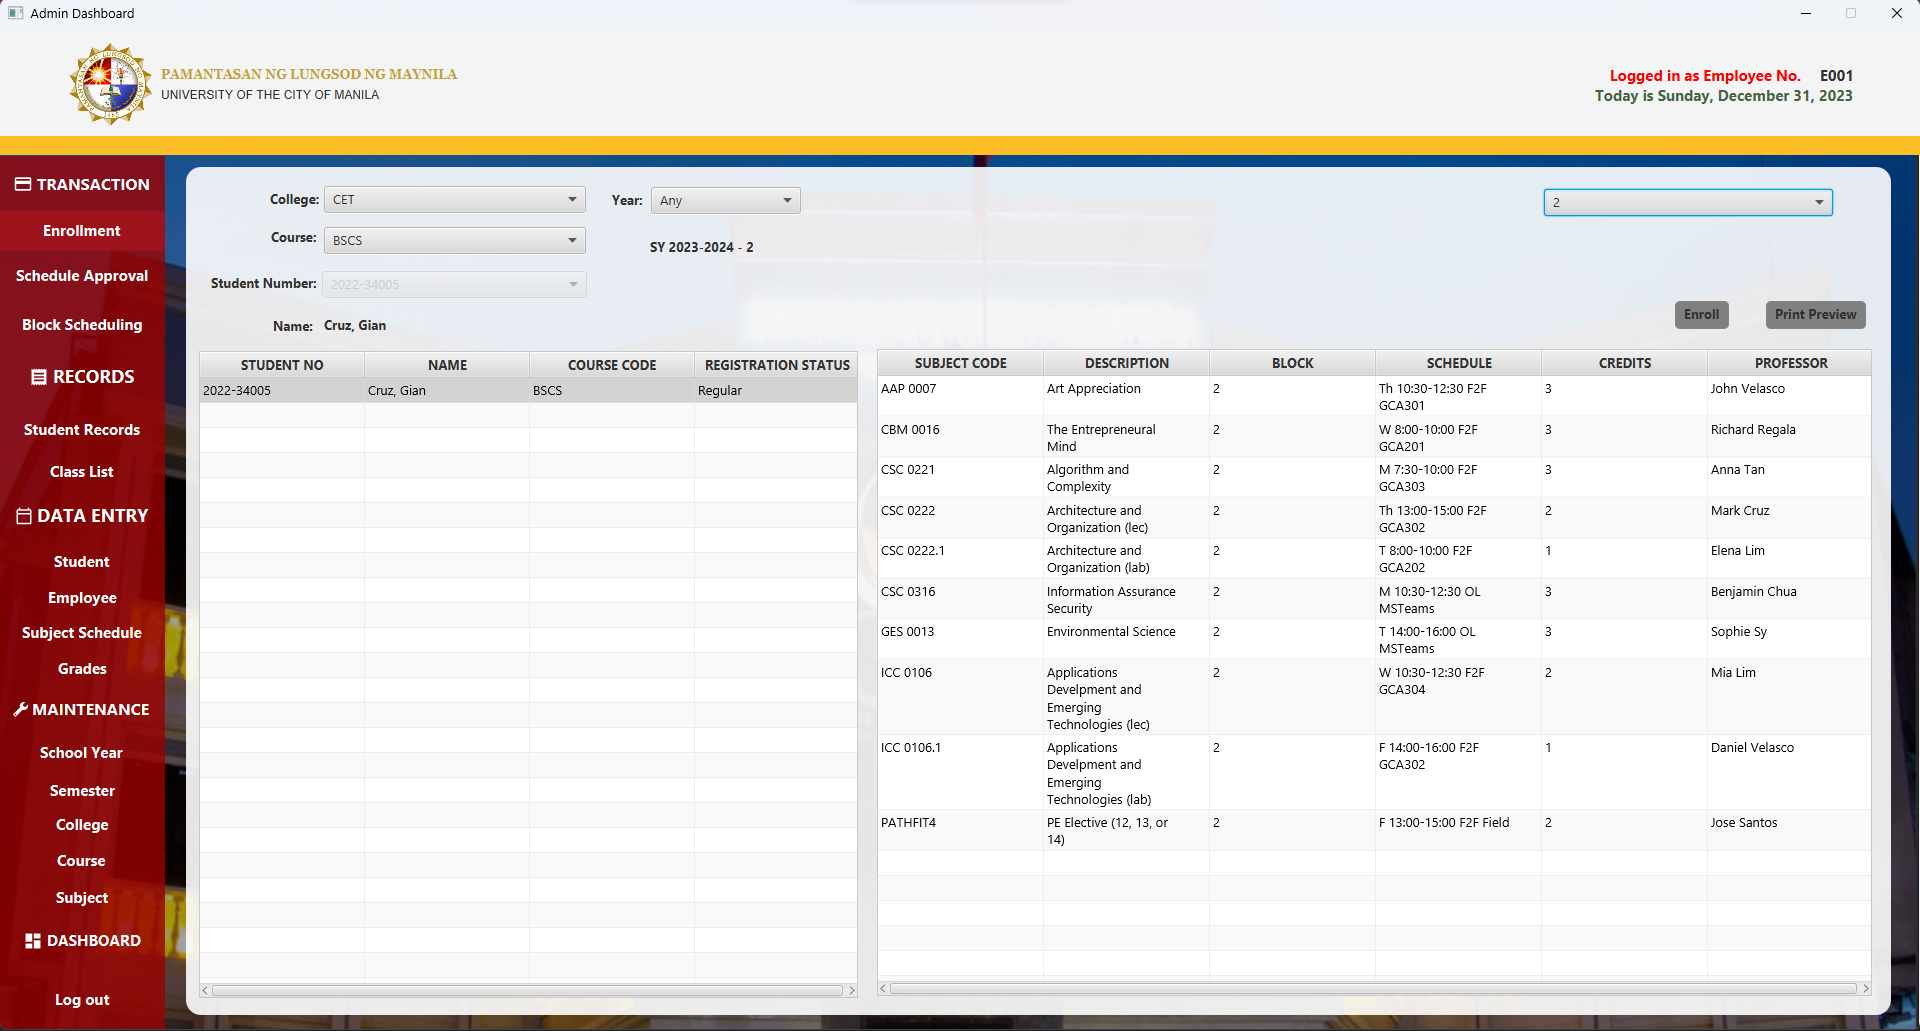 Admin Dashboard
PAMANTASAN NG LUNGSOD NG MAYNILA
UNIVERSITY OF THE CITY OF MANILA
Logged in as Employee No. E001
Today is Sunday, December 31, 2023
TRANSACTION
Enrollment
Schedule Approval
Block Scheduling
RECORDS
Student Records
Class List
DATA ENTRY
Student
Employee
Subject Schedule
Grades
MAINTENANCE
School Year
Semester
College
Course
Subject
DASHBOARD
Log out
College: CET
Year: Any
2
Course: BSCS
SY 2023-2024 - 2
Student Number: 2022-34005
Name: Cruz, Gian
Enroll
Print Preview
STUDENT NO NAME COURSE CODE REGISTRATION STATUS
2022-34005 Cruz, Gian BSCS Regular
SUBJECT CODE DESCRIPTION BLOCK SCHEDULE CREDITS PROFESSOR
AAP 0007 Art Appreciation 2 Th 10:30-12:30 F2F 3 John Velasco
GCA301
CBM 0016 The Entrepreneural 2 W 8:00-10:00 F2F 3 Richard Regala
Mind GCA201
CSC 0221 Algorithm and 2 M 7:30-10:00 F2F 3 Anna Tan
Complexity GCA303
CSC 0222 Architecture and 2 Th 13:00-15:00 F2F 2 Mark Cruz
Organization (lec) GCA302
CSC 0222.1 Architecture and 2 T 8:00-10:00 F2F 1 Elena Lim
Organization (lab) GCA202
CSC 0316 Information Assurance 2 M 10:30-12:30 OL 3 Benjamin Chua
Security MSTeams
GES 0013 Environmental Science 2 T 14:00-16:00 OL 3 Sophie Sy
MSTeams
ICC 0106 Applications 2 W 10:30-12:30 F2F 2 Mia Lim
Develpment and GCA304
Emerging
Technologies (lec)
ICC 0106.1 Applications 2 F 14:00-16:00 F2F 1 Daniel Velasco
Develpment and GCA302
Emerging
Technologies (lab)
PATHFIT4 PE Elective (12, 13, or 2 F 13:00-15:00 F2F Field 2 Jose Santos
14)